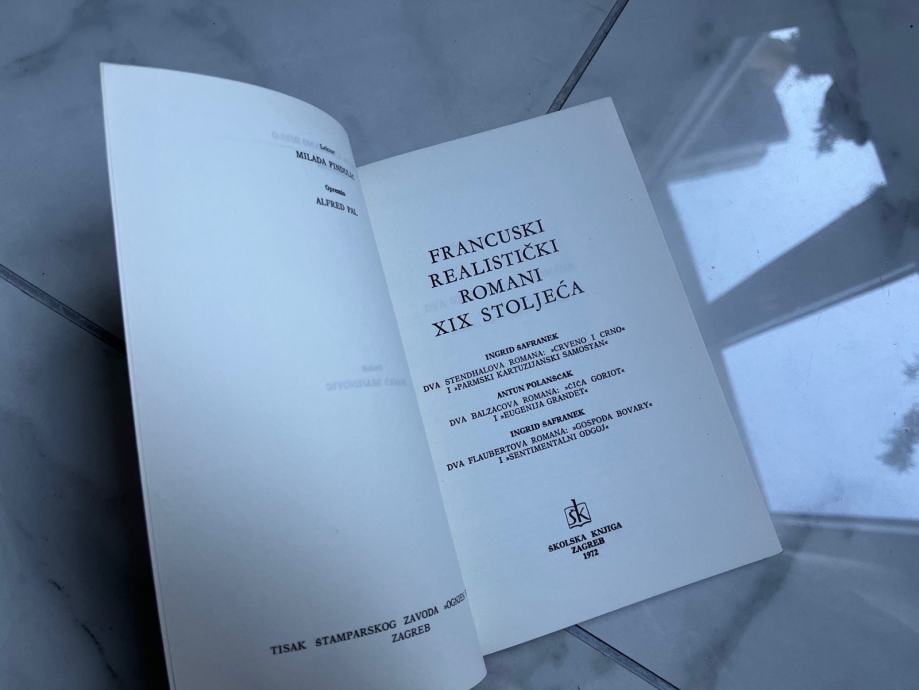 Lektor
MILADA PINDULIĆ
Oprema
ALFRED PAL
TISAK ŠTAMPARSKOG ZAVODA »OGNJEN
ZAGREB
FRANCUSKI
REALISTIČKI
ROMANI
XIX STOLJEĆA
INGRID ŠAFRANEK
DVA STENDHALOVA ROMANA: »CRVENO I CRNO«
I »PARMSKI KARTUZIJANSKI SAMOSTAN«
ANTUN POLANŠČAK
DVA BALZACOVA ROMANA: »ČIČA GORIOT«
I »EUGENIJA GRANDET«
INGRID ŠAFRANEK
DVA FLAUBERTOVA ROMANA: »GOSPOĐA BOVARY«
I »SENTIMENTALNI ODGOJ«
ŠK
ŠKOLSKA KNJIGA
ZAGREB
1972